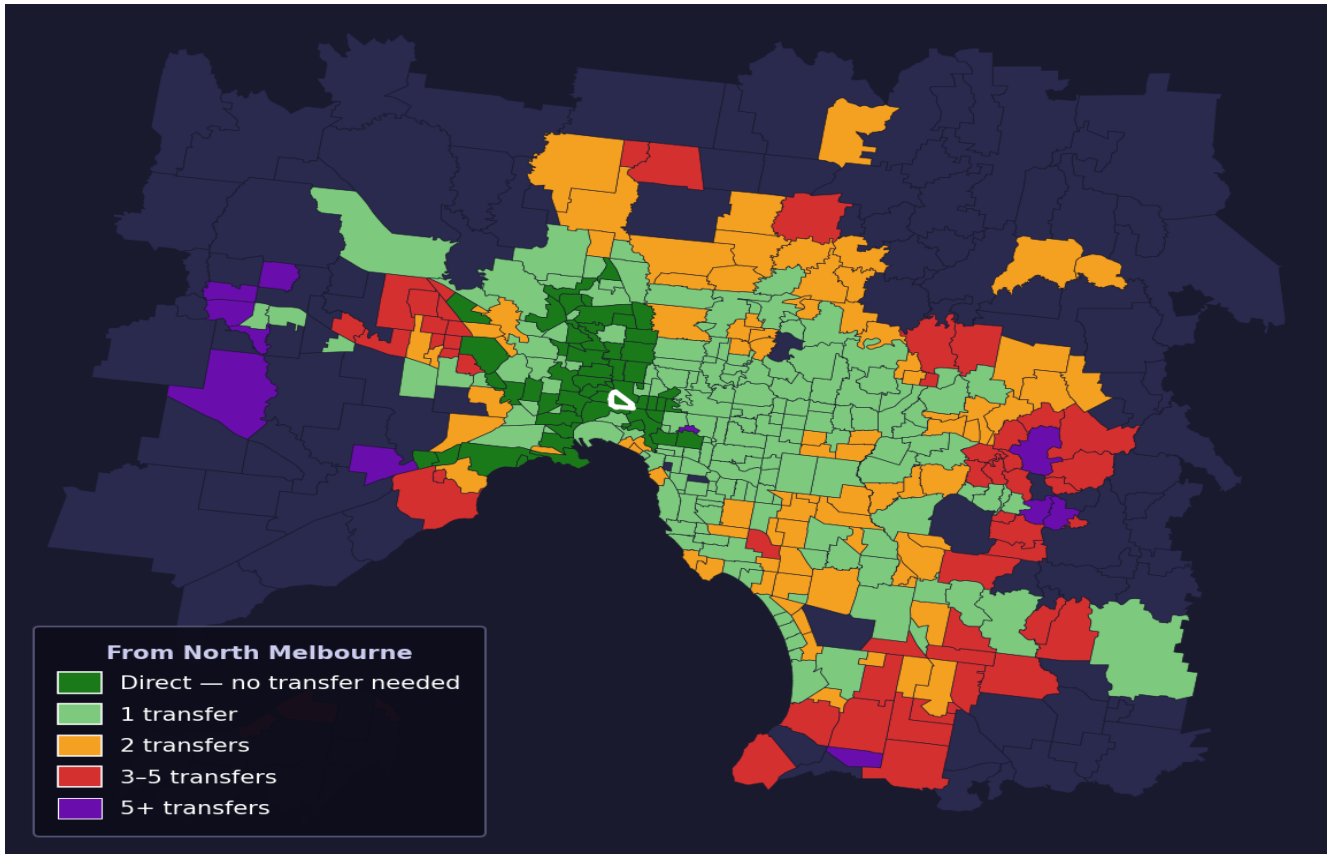 From North Melbourne
Direct — no transfer needed
1 transfer
2 transfers
3–5 transfers
5+ transfers